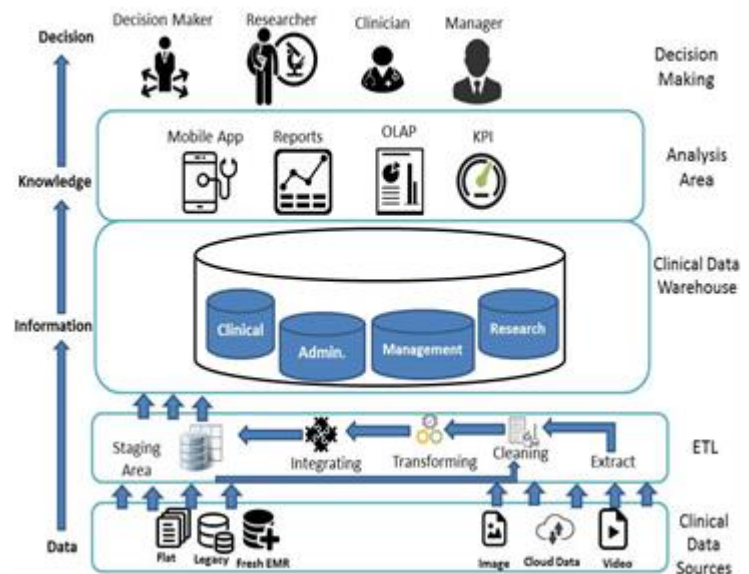 Decision
Decision Maker
Researcher
Clinician
Manager
Decision
Making
Mobile App
Reports
OLAP
KPI
Analysis
Area
Knowledge
Clinical Data
Warehouse
Information
Clinical
Admin.
Management
Research
Staging
Area
Integrating
Transforming
Cleaning
Extract
ETL
Data
Flat
Legacy
Fresh EMR
Image
Cloud Data
Video
Clinical
Data
Sources